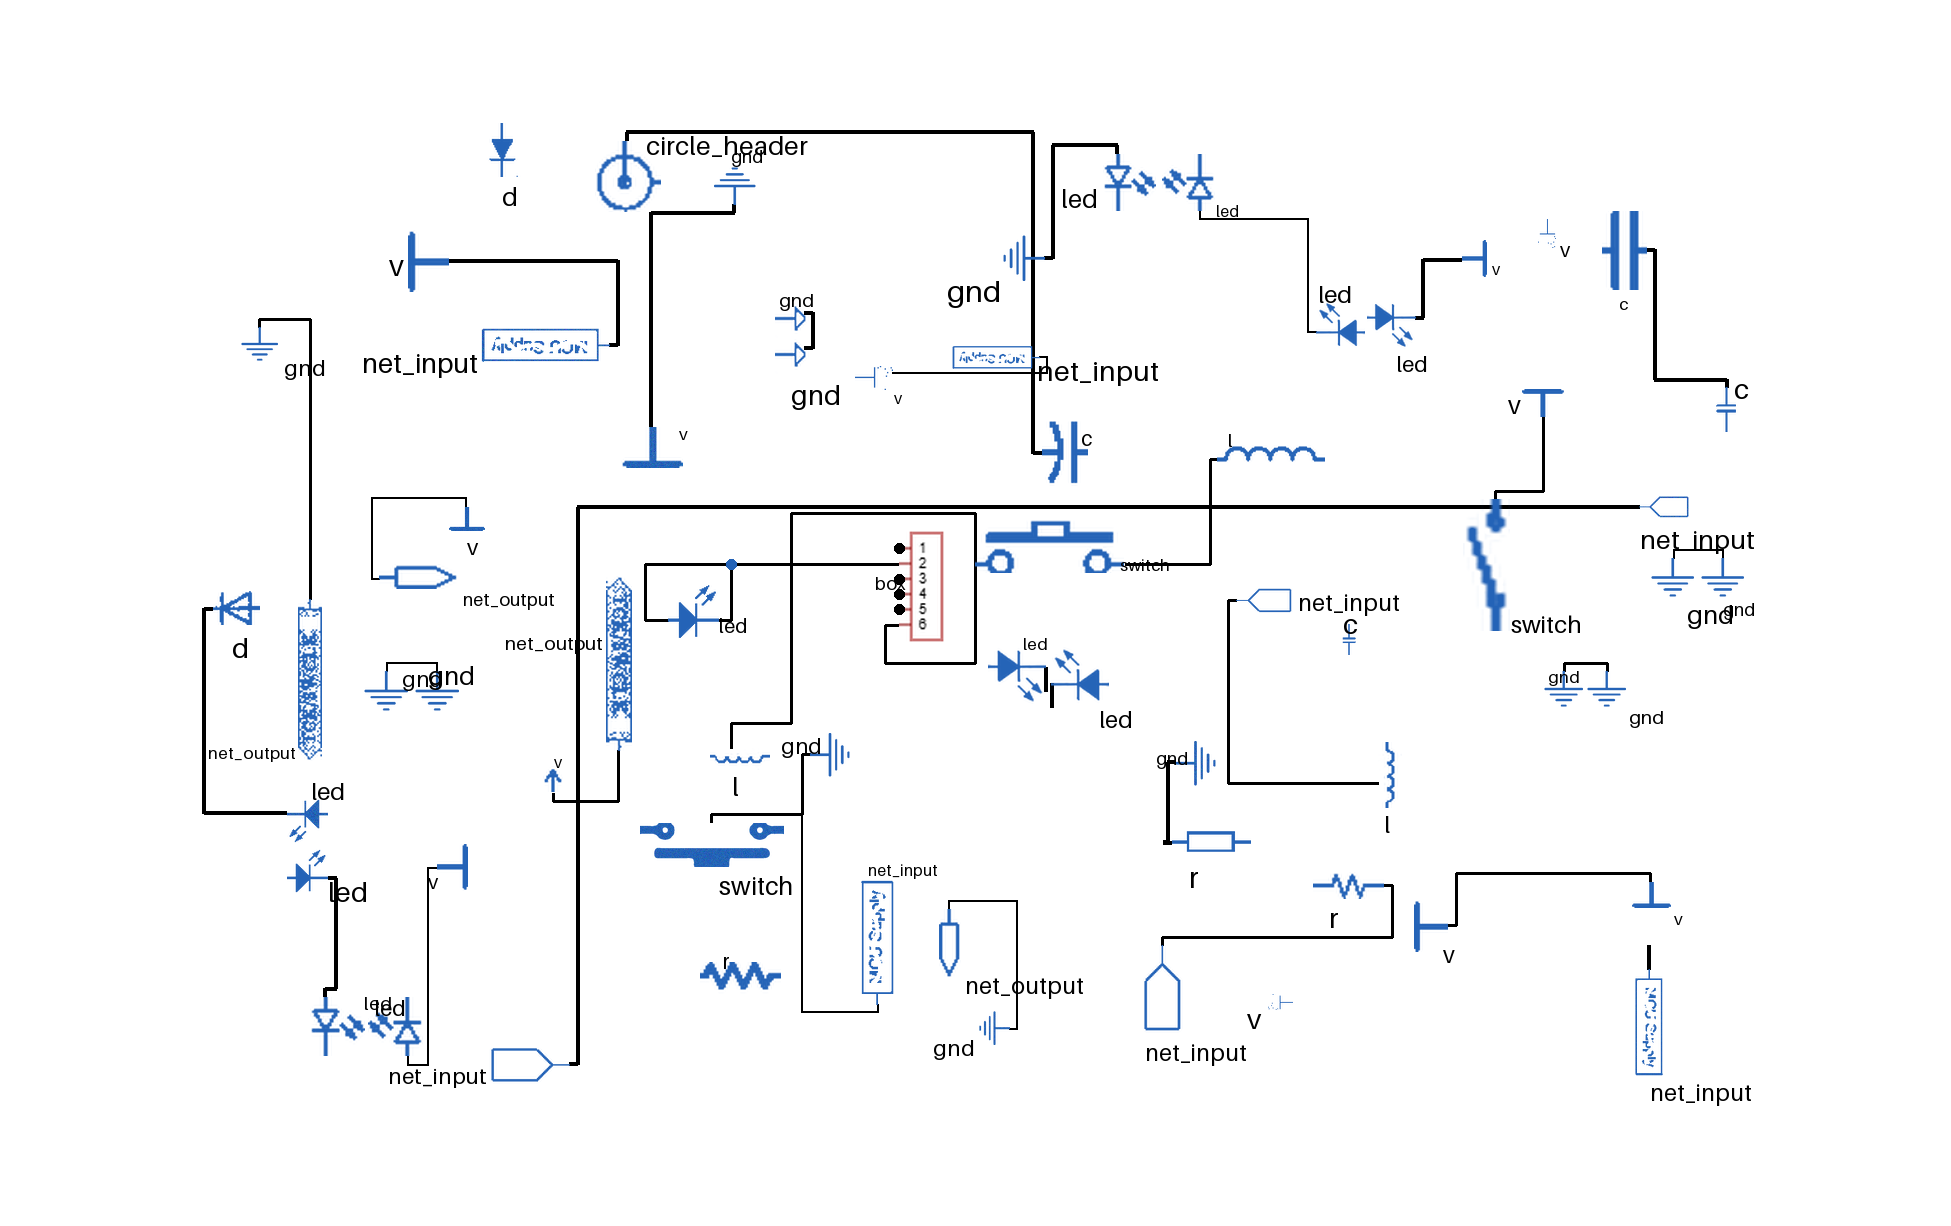 circle_header
gnd
d
led
led
v
v
v
gnd
gnd
led
c
net_input
gnd
net_input
led
gnd
v
c
v
v
c
l
v
1
2
3
4
5
6
box
switch
net_input
net_output
net_input
c
gnd
gnd
switch
led
net_output
d
led
gnd
gnd
gnd
led
gnd
net_output
gnd
v
gnd
l
led
l
net_input
switch
r
led
v
r
v
v
r
MCU Supply
net_output
led
led
v
gnd
net_input
net_input
net_input